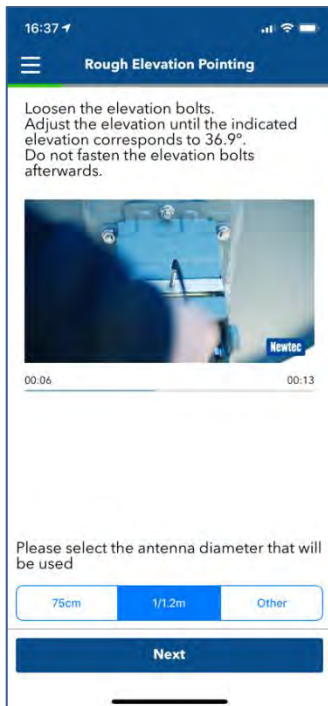 16:37
Rough Elevation Pointing
Loosen the elevation bolts.
Adjust the elevation until the indicated
elevation corresponds to 36.9°.
Do not fasten the elevation bolts
afterwards.
Newtec
00:06 00:13
Please select the antenna diameter that will
be used
75cm 1/1.2m Other
Next